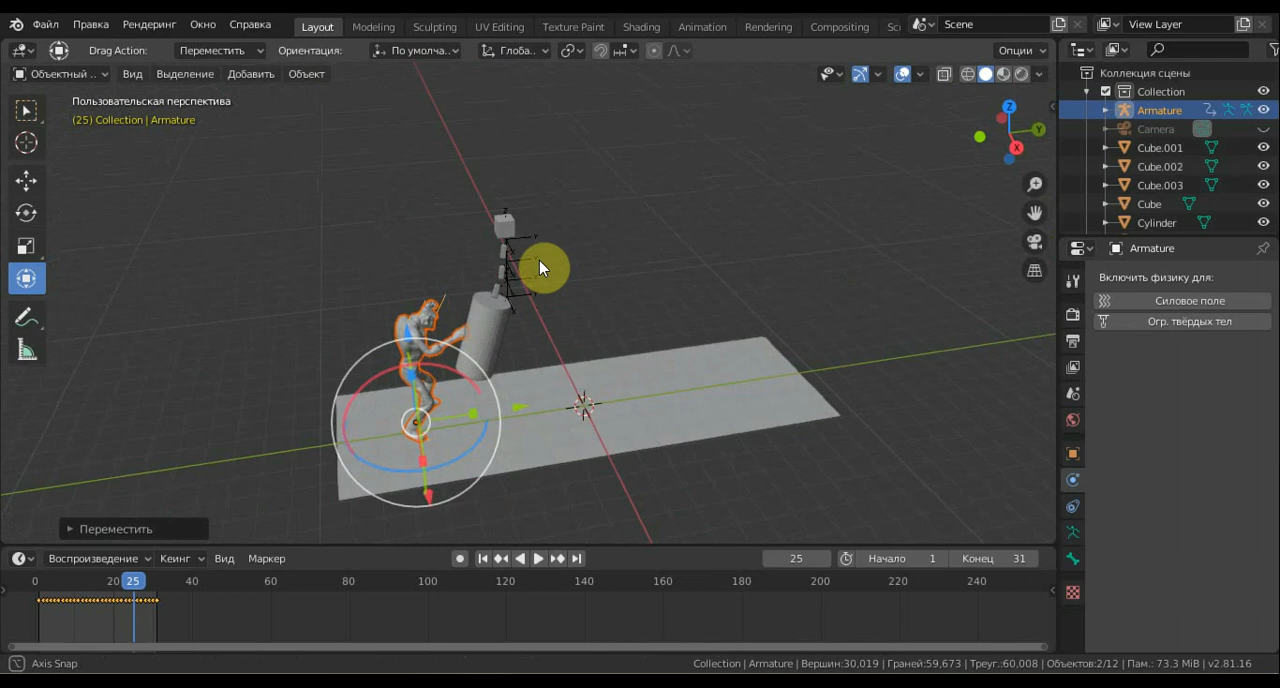 Файл Правка Рендеринг Окно Справка Layout Modeling Sculpting UV Editing Texture Paint Shading Animation Rendering Compositing Sc Scene View Layer
Drag Action: Переместить Ориентация: По умолча... Глоба.. Опции
Объектный .. Вид Выделение Добавить Объект
Пользовательская перспектива
(25) Collection | Armature
Z
Y
X
Коллекция сцены
Collection
Armature
Camera
Cube.001
Cube.002
Cube.003
Cube
Cylinder
Armature
Включить физику для:
Силовое поле
Огр. твёрдых тел
Переместить
Воспроизведение Кеинг Вид Маркер 25 Начало 1 Конец 31
0 20 25 40 60 80 100 120 140 160 180 200 220 240
Axis Snap Collection | Armature | Вершин:30,019 | Граней:59,673 | Треуг.:60,008 | Объектов:2/12 | Пам.: 73.3 MiB | v2.81.16